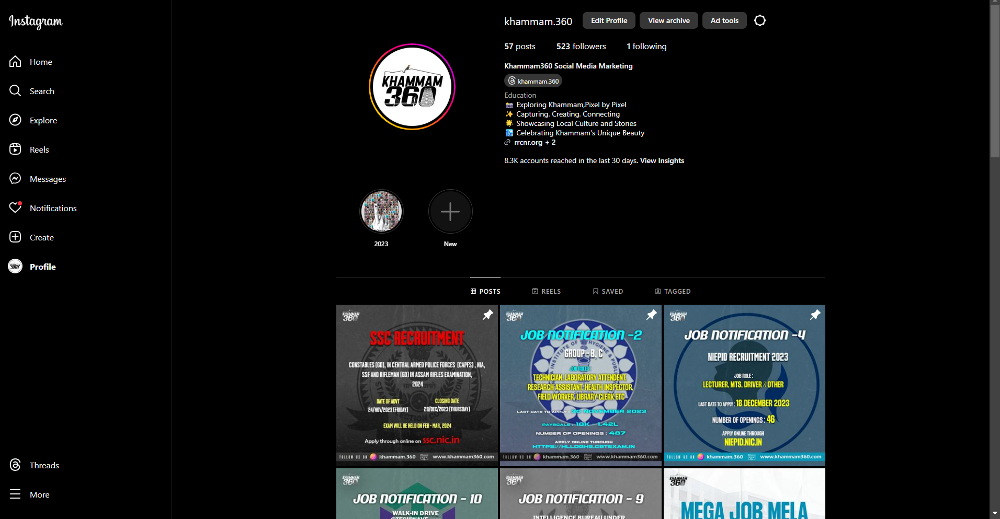 Instagram
Home
Search
Explore
Reels
Messages
Notifications
Create
Profile
Threads
More
khammam.360
Edit Profile
View archive
Ad tools
57 posts
523 followers
1 following
KHAMMAM
360
Khammam360 Social Media Marketing
khammam.360
Education
Exploring Khammam,Pixel by Pixel
Capturing. Creating. Connecting
Showcasing Local Culture and Stories
Celebrating Khammam's Unique Beauty
rrcnr.org + 2
8.3K accounts reached in the last 30 days. View Insights
2023
New
POSTS
REELS
SAVED
TAGGED
KHAMMAM
360
SSC RECRUITMENT
CONSTABLES (GD), IN CENTRAL ARMED POLICE FORCES (CAPFS) , NIA,
SSF AND RIFLEMAN (GD) IN ASSAM RIFLES EXAMINATION,
2024
DATE OF ADVT
24/NOV/2023 (FRIDAY)
CLOSING DATE
28/DEC/2023 (THURSDAY)
EXAM WILL BE HELD ON FEB - MAR, 2024
Apply through online on ssc.nic.in
FOLLOW US ON khammam.360 www.khammam360.com
KHAMMAM
360
JOB NOTIFICATION -2
INSTITUTE OF HYGIENE & PUBL
GROUP - B, C
JOB ROLES
TECHNICIAN, LABORATORY ATTENDENT,
RESEARCH ASSISTANT, HEALTH INSPECTOR,
FIELD WORKER, LIBRARY CLERK ETC
LAST DATE TO APPLY : 30 NOVEMBER 2023
PAYSCALE : 18K - 1.42L
NUMBER OF OPENINGS : 487
APPLY ONLINE THROUGH
HTTPS://HLLDGHS.CBTEXAM.IN
FOLLOW US ON khammam.360 www.khammam360.com
KHAMMAM
360
JOB NOTIFICATION -4
NIEPID RECRUITMENT 2023
JOB ROLE :
LECTURER, MTS, DRIVER & OTHER
LAST DATE TO APPLY : 18 DECEMBER 2023
NUMBER OF OPENINGS : 46
APPLY ONLINE THROUGH
NIEPID.NIC.IN
FOLLOW US ON khammam.360 www.khammam360.com
KHAMMAM
360
JOB NOTIFICATION - 10
WALK-IN DRIVE
@TECHWAVE
KHAMMAM
360
JOB NOTIFICATION - 9
INTELLIGENCE BUREAU UNDER
KHAMMAM
360
MEGA JOB MELA